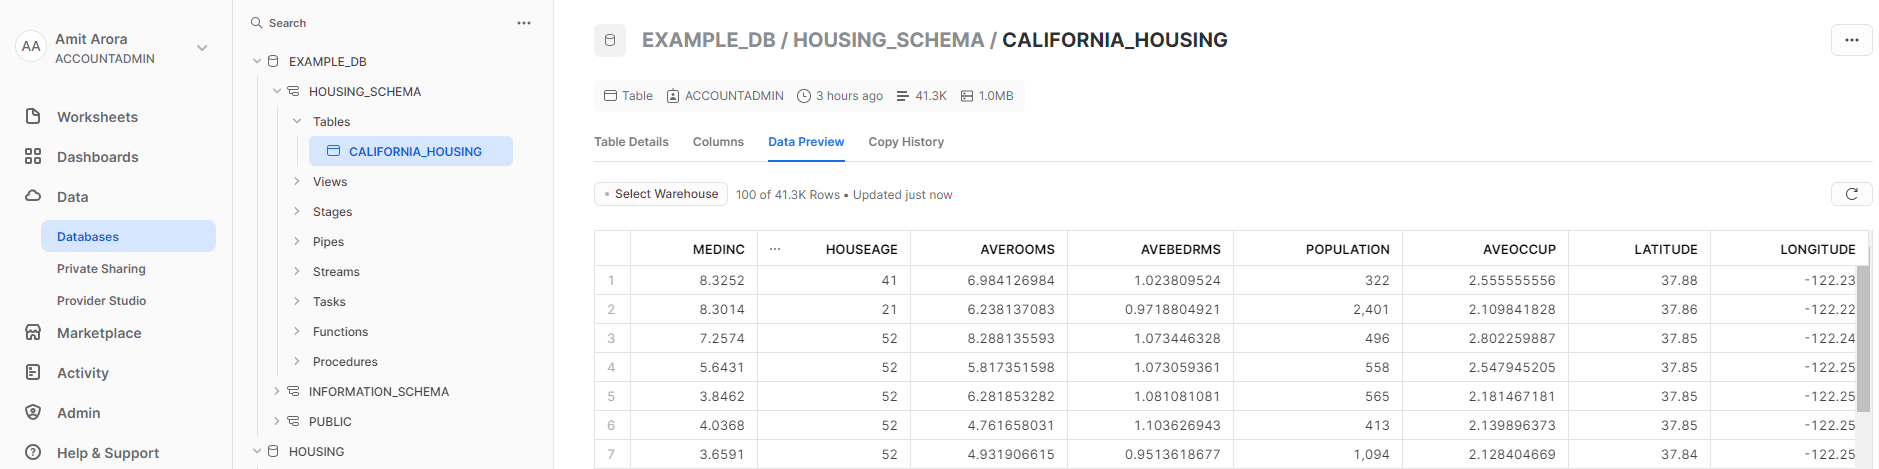 AA
Amit Arora
ACCOUNTADMIN
Worksheets
Dashboards
Data
Databases
Private Sharing
Provider Studio
Marketplace
Activity
Admin
Help & Support
Search
EXAMPLE_DB
HOUSING_SCHEMA
Tables
CALIFORNIA_HOUSING
Views
Stages
Pipes
Streams
Tasks
Functions
Procedures
INFORMATION_SCHEMA
PUBLIC
HOUSING
EXAMPLE_DB / HOUSING_SCHEMA / CALIFORNIA_HOUSING
Table ACCOUNTADMIN 3 hours ago 41.3K 1.0MB
Table Details Columns Data Preview Copy History
Select Warehouse 100 of 41.3K Rows • Updated just now
MEDINC ... HOUSEAGE AVEROOMS AVEBEDRMS POPULATION AVEOCCUP LATITUDE LONGITUDE
1 8.3252 41 6.984126984 1.023809524 322 2.555555556 37.88 -122.23
2 8.3014 21 6.238137083 0.9718804921 2,401 2.109841828 37.86 -122.22
3 7.2574 52 8.288135593 1.073446328 496 2.802259887 37.85 -122.24
4 5.6431 52 5.817351598 1.073059361 558 2.547945205 37.85 -122.25
5 3.8462 52 6.281853282 1.081081081 565 2.181467181 37.85 -122.25
6 4.0368 52 4.761658031 1.103626943 413 2.139896373 37.85 -122.25
7 3.6591 52 4.931906615 0.9513618677 1,094 2.128404669 37.84 -122.25